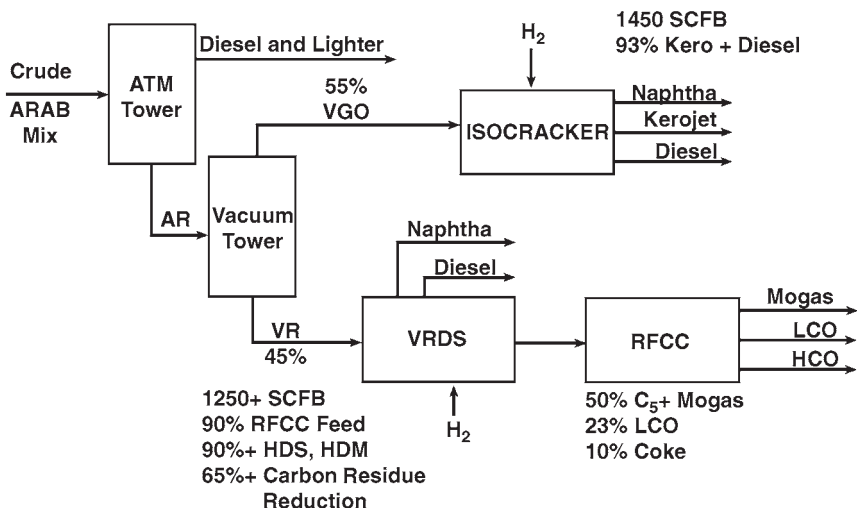 1450 SCFB
93% Kero + Diesel
H2
Diesel and Lighter
Crude
ARAB
Mix
ATM
Tower
55%
VGO
ISOCRACKER
Naphtha
Kerojet
Diesel
AR
Vacuum
Tower
Naphtha
Diesel
VR
45%
VRDS
H2
RFCC
Mogas
LCO
HCO
1250+ SCFB
90% RFCC Feed
90%+ HDS, HDM
65%+ Carbon Residue
Reduction
50% C5+ Mogas
23% LCO
10% Coke